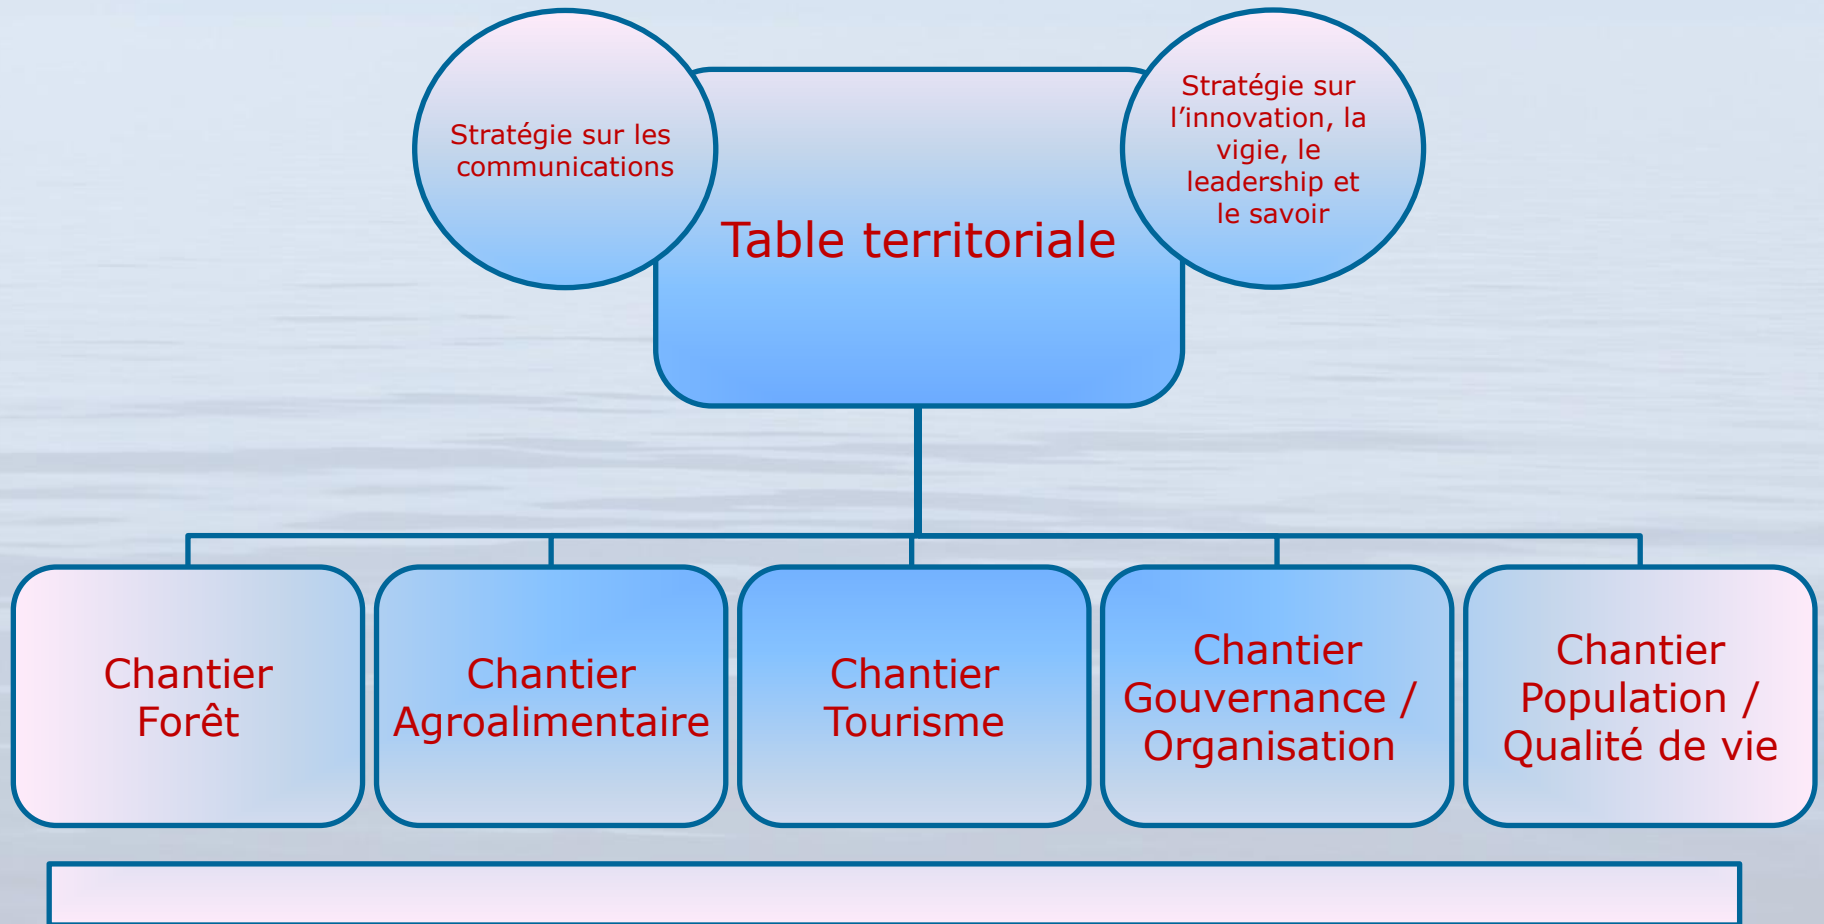 Stratégie sur les
communications
Stratégie sur
l’innovation, la
vigie, le
leadership et
le savoir
Table territoriale
Chantier
Forêt
Chantier
Agroalimentaire
Chantier
Tourisme
Chantier
Gouvernance /
Organisation
Chantier
Population /
Qualité de vie